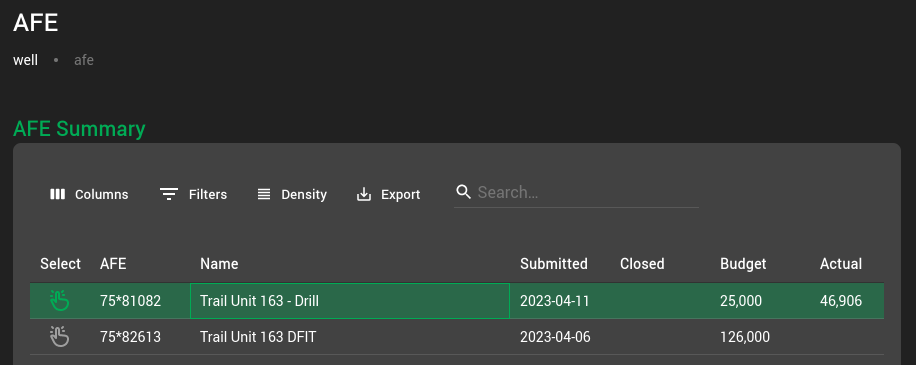 AFE
well • afe
AFE Summary
Columns Filters Density Export Search...
Select AFE Name Submitted Closed Budget Actual
75*81082 Trail Unit 163 - Drill 2023-04-11 25,000 46,906
75*82613 Trail Unit 163 DFIT 2023-04-06 126,000